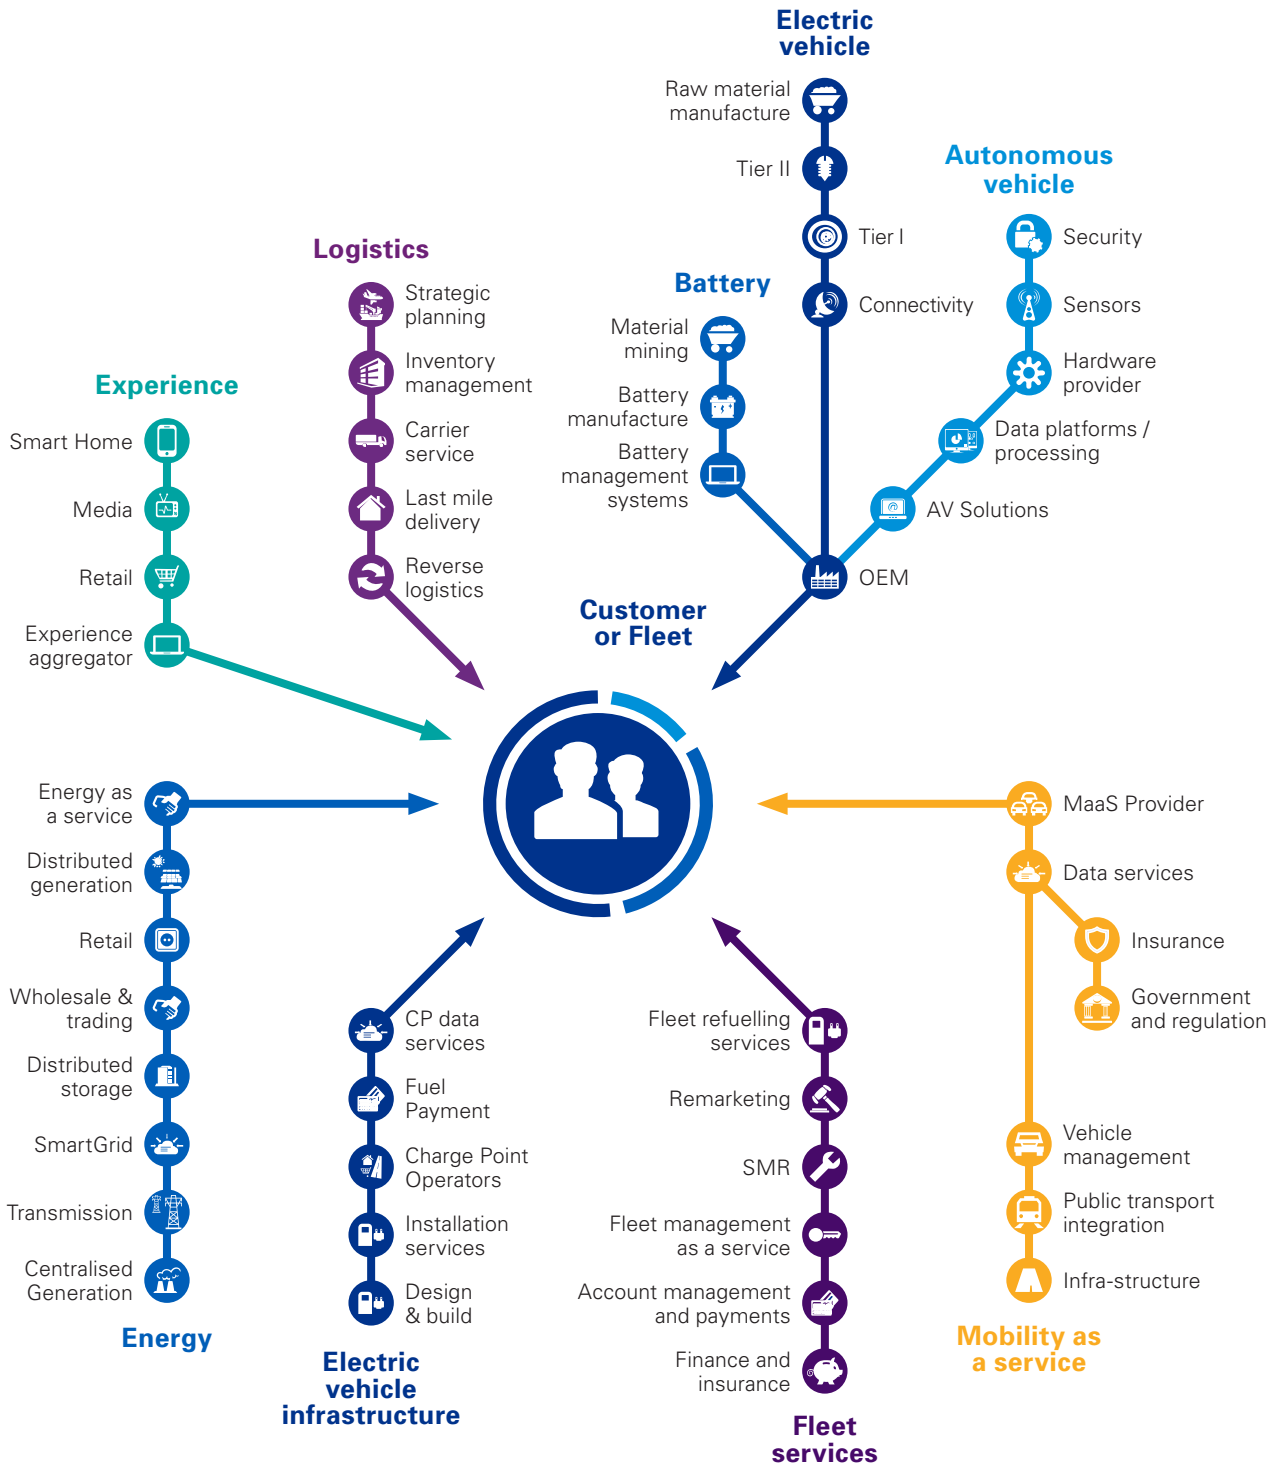 Electric
vehicle
Raw material
manufacture
Tier II
Tier I
Connectivity
OEM
Autonomous
vehicle
Security
Sensors
Hardware
provider
Data platforms /
processing
AV Solutions
Battery
Material
mining
Battery
manufacture
Battery
management
systems
Logistics
Strategic
planning
Inventory
management
Carrier
service
Last mile
delivery
Reverse
logistics
Experience
Smart Home
Media
Retail
Experience
aggregator
Customer
or Fleet
Energy as
a service
Distributed
generation
Retail
Wholesale &
trading
Distributed
storage
SmartGrid
Transmission
Centralised
Generation
Energy
CP data
services
Fuel
Payment
Charge Point
Operators
Installation
services
Design
& build
Electric
vehicle
infrastructure
Fleet refuelling
services
Remarketing
SMR
Fleet management
as a service
Account management
and payments
Finance and
insurance
Fleet
services
MaaS Provider
Data services
Insurance
Government
and regulation
Vehicle
management
Public transport
integration
Infra-structure
Mobility as
a service